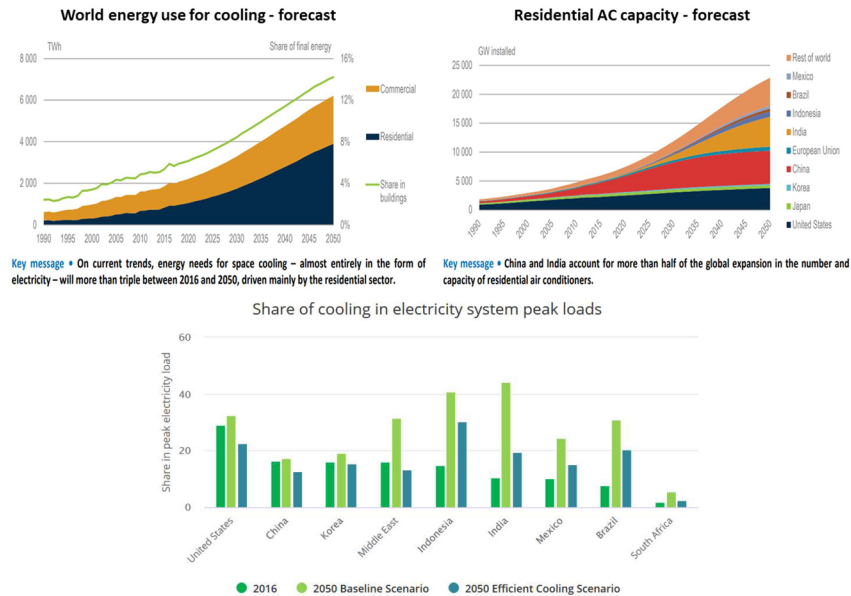 World energy use for cooling - forecast
TWh
Share of final energy
8 000
6 000
4 000
2 000
0
16%
12%
8%
4%
0%
1990 1995 2000 2005 2010 2015 2020 2025 2030 2035 2040 2045 2050
Commercial
Residential
Share in
buildings
Key message • On current trends, energy needs for space cooling – almost entirely in the form of
electricity – will more than triple between 2016 and 2050, driven mainly by the residential sector.
Residential AC capacity - forecast
GW installed
25 000
20 000
15 000
10 000
5 000
0
1990 1995 2000 2005 2010 2015 2020 2025 2030 2035 2040 2045 2050
Rest of world
Mexico
Brazil
Indonesia
India
European Union
China
Korea
Japan
United States
Key message • China and India account for more than half of the global expansion in the number and
capacity of residential air conditioners.
Share of cooling in electricity system peak loads
Share in peak electricity load
60
40
20
0
United States
China
Korea
Middle East
Indonesia
India
Mexico
Brazil
South Africa
2016 2050 Baseline Scenario 2050 Efficient Cooling Scenario